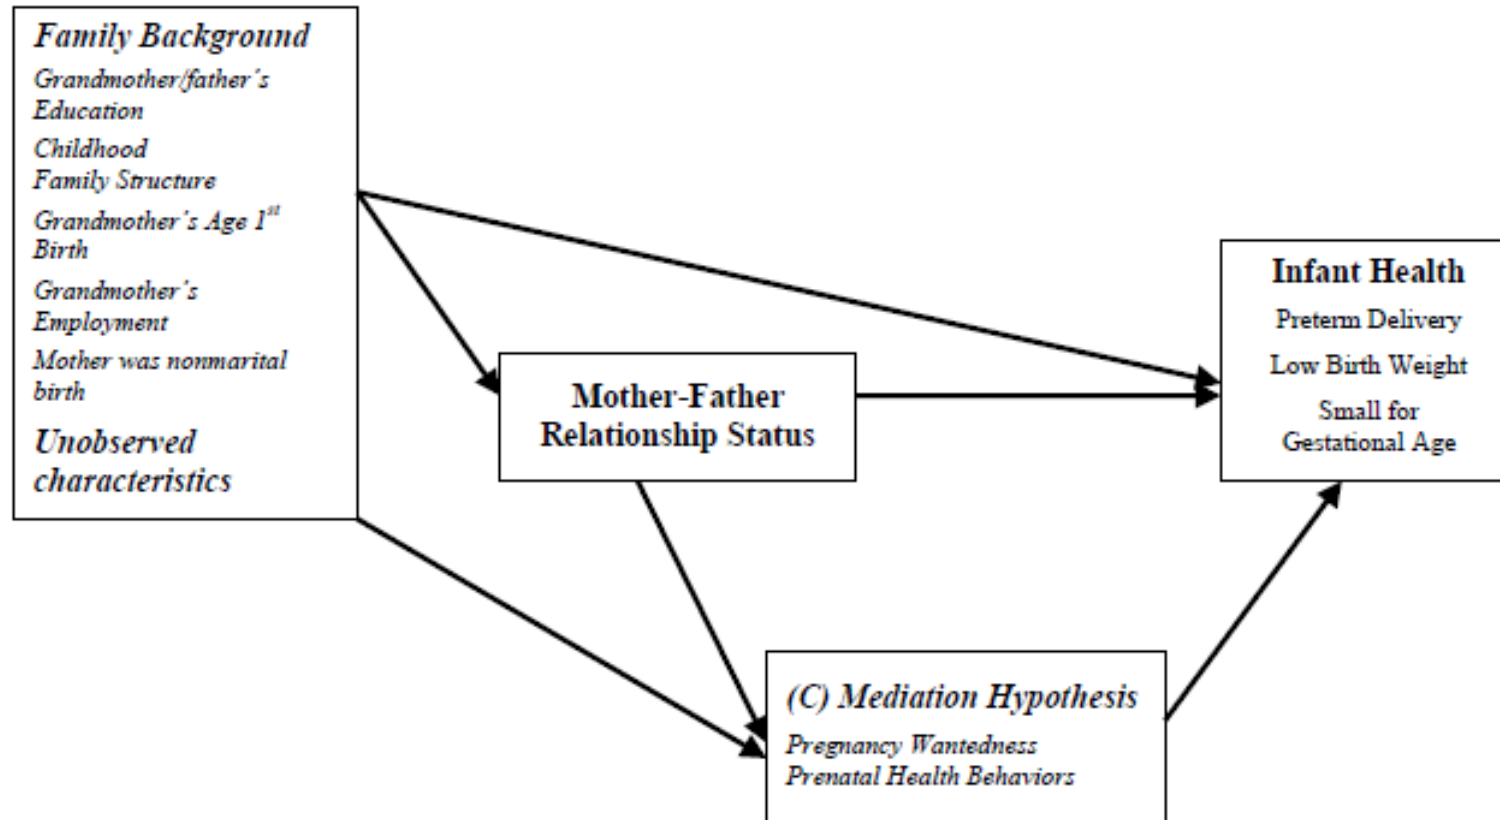 Family Background
Grandmother/father´s
Education
Childhood
Family Structure
Grandmother´s Age 1st
Birth
Grandmother´s
Employment
Mother was nonmarital
birth
Unobserved
characteristics
Mother-Father
Relationship Status
Infant Health
Preterm Delivery
Low Birth Weight
Small for
Gestational Age
(C) Mediation Hypothesis
Pregnancy Wantedness
Prenatal Health Behaviors